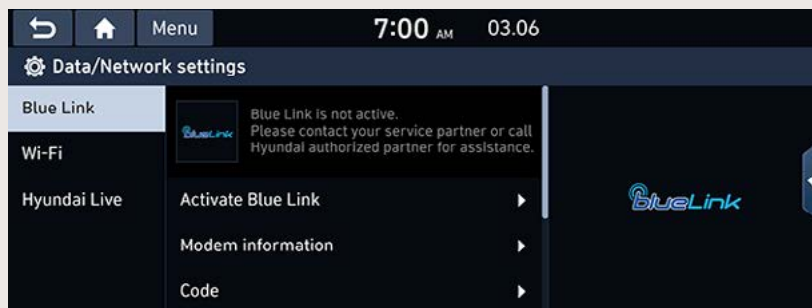 Menu
7:00 AM 03.06
Data/Network settings
Blue Link
Wi-Fi
Hyundai Live
BlueLink
Blue Link is not active.
Please contact your service partner or call
Hyundai authorized partner for assistance.
Activate Blue Link
Modem information
Code
BlueLink